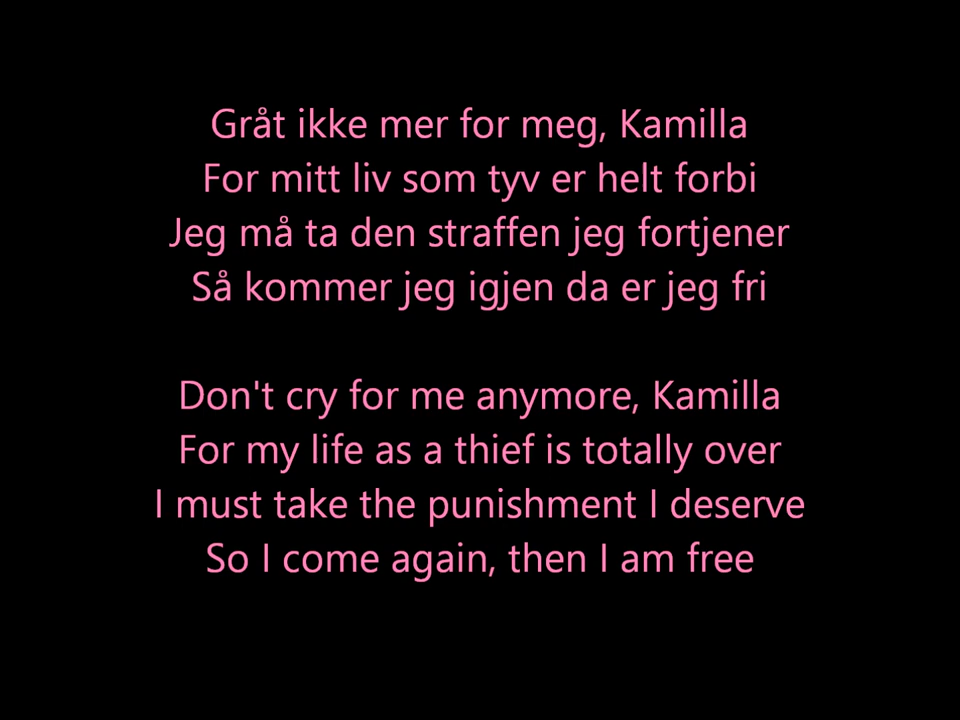 Gråt ikke mer for meg, Kamilla
For mitt liv som tyv er helt forbi
Jeg må ta den straffen jeg fortjener
Så kommer jeg igjen da er jeg fri
Don't cry for me anymore, Kamilla
For my life as a thief is totally over
I must take the punishment I deserve
So I come again, then I am free